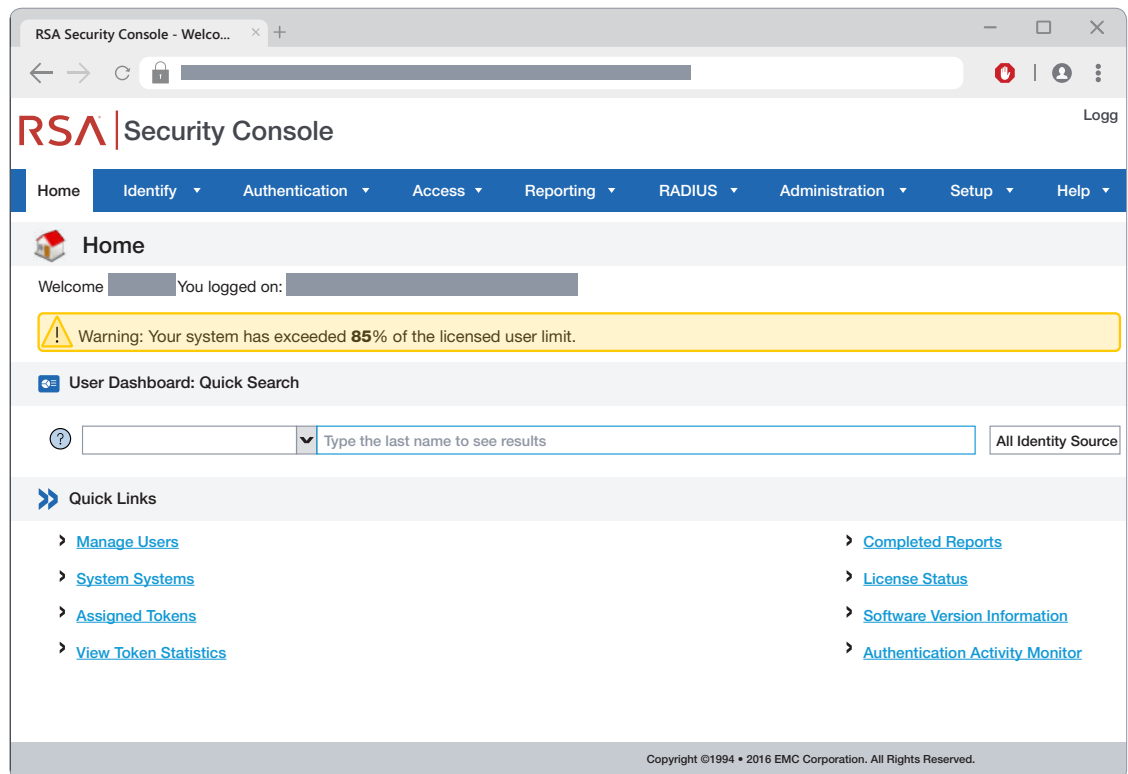 RSA Security Console - Welco...
Logg
RSA Security Console
Home Identify Authentication Access Reporting RADIUS Administration Setup Help
Home
Welcome You logged on:
Warning: Your system has exceeded 85% of the licensed user limit.
User Dashboard: Quick Search
? Type the last name to see results All Identity Source
Quick Links
Manage Users
System Systems
Assigned Tokens
View Token Statistics
Completed Reports
License Status
Software Version Information
Authentication Activity Monitor
Copyright ©1994 • 2016 EMC Corporation. All Rights Reserved.